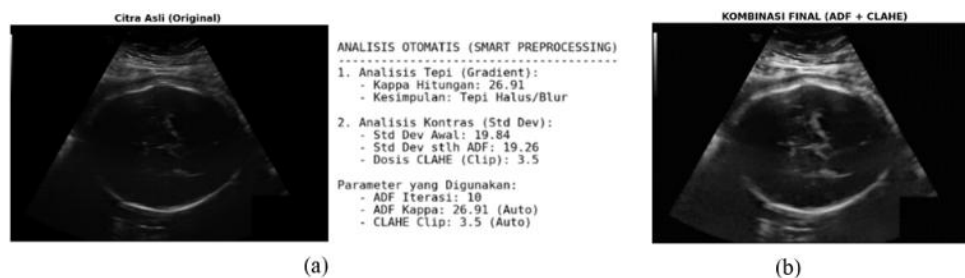 Citra Asli (Original)
ANALISIS OTOMATIS (SMART PREPROCESSING)
----------------------------------------
1. Analisis Tepi (Gradient):
- Kappa Hitungan: 26.91
- Kesimpulan: Tepi Halus/Blur
2. Analisis Kontras (Std Dev):
- Std Dev Awal: 19.84
- Std Dev stlh ADF: 19.26
- Dosis CLAHE (Clip): 3.5
Parameter yang Digunakan:
- ADF Iterasi: 10
- ADF Kappa: 26.91 (Auto)
- CLAHE Clip: 3.5 (Auto)
(a)
KOMBINASI FINAL (ADF + CLAHE)
(b)